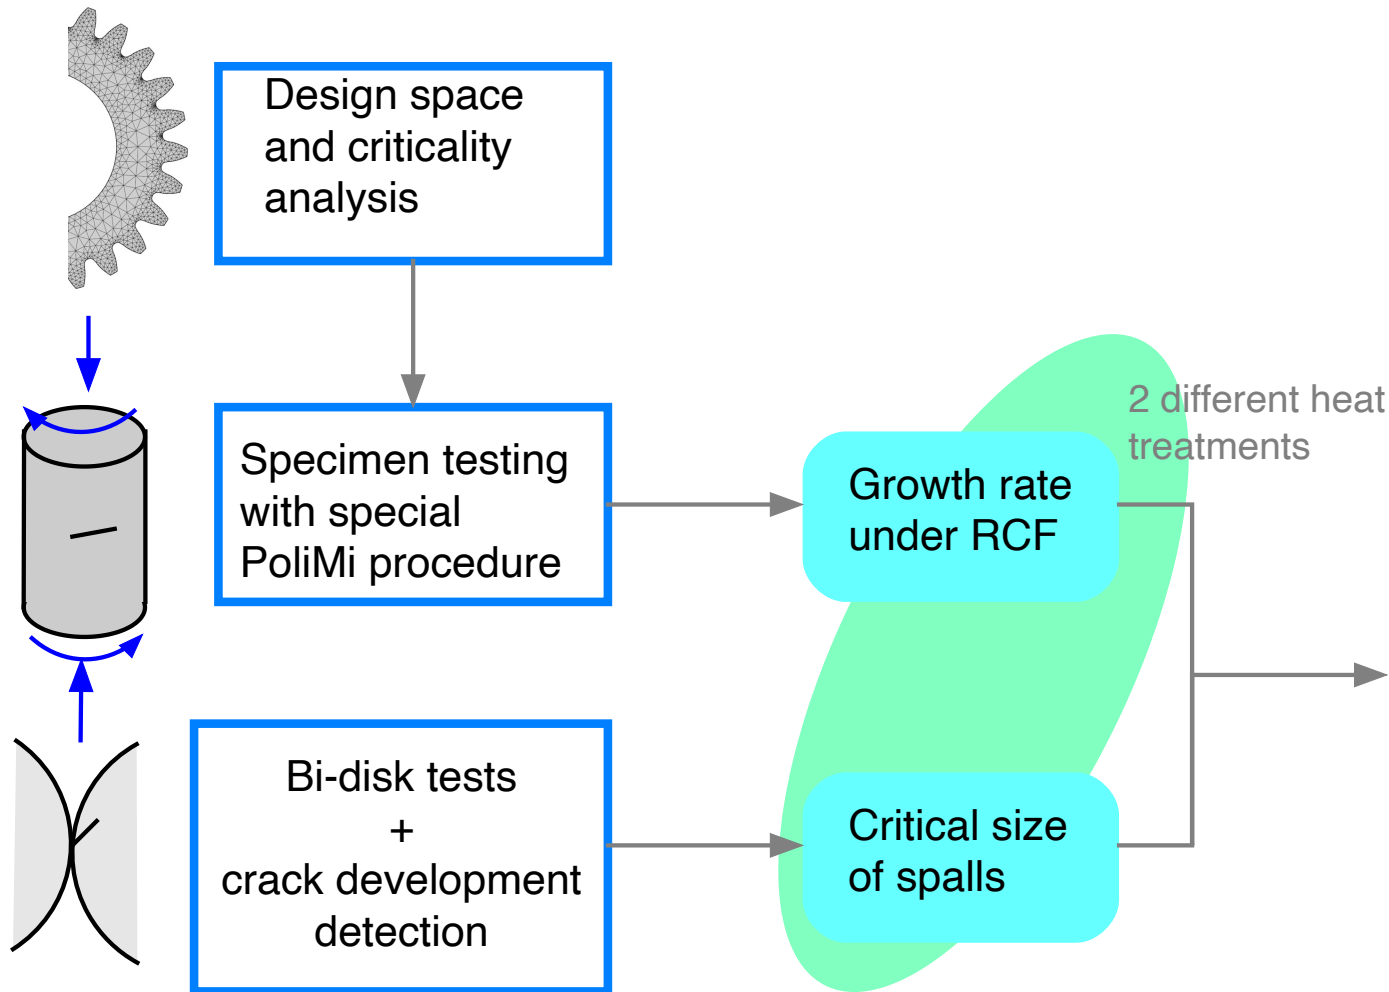 Design space
and criticality
analysis
2 different heat
treatments
Specimen testing
with special
PoliMi procedure
Growth rate
under RCF
Bi-disk tests
+
crack development
detection
Critical size
of spalls